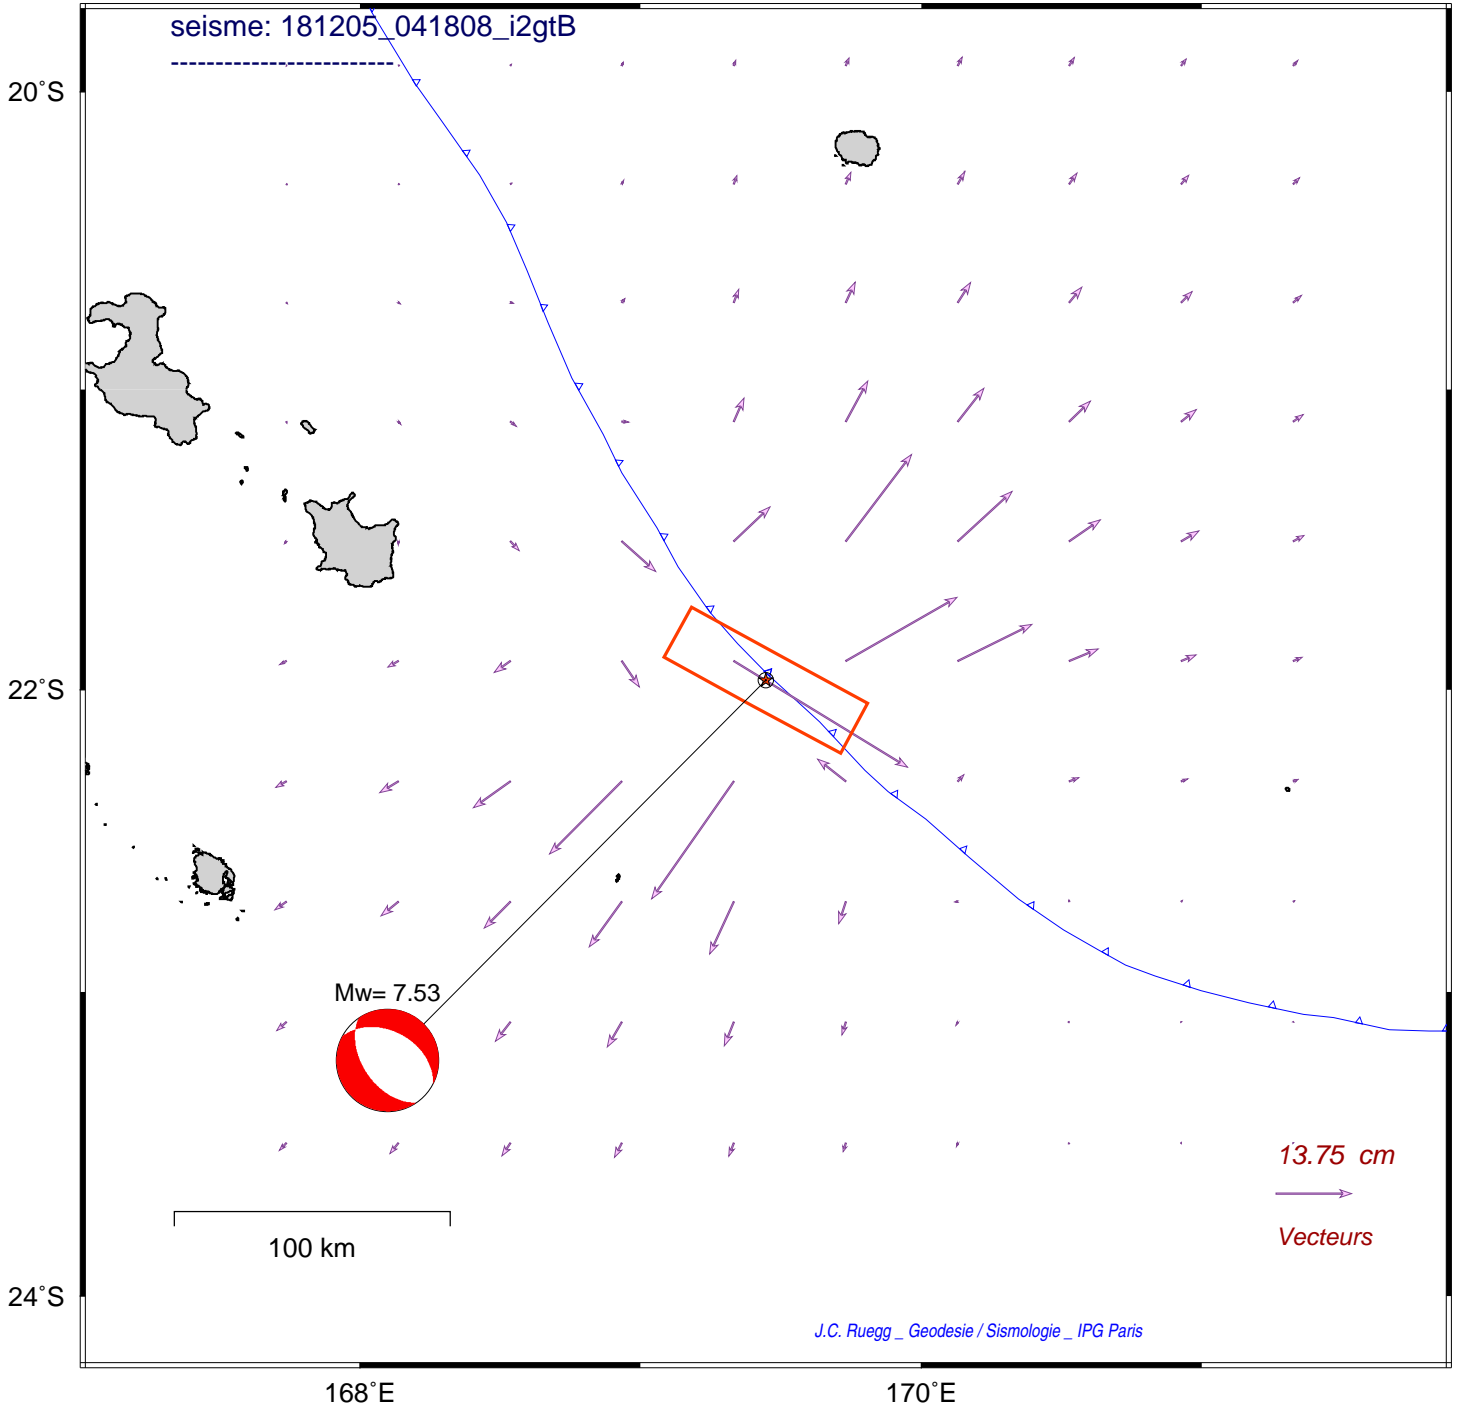 seisme: 181205_041808_i2gtB
--------------------
20°S
22°S
Mw= 7.53
13.75 cm
Vecteurs
100 km
24°S
J.C. Ruegg _ Geodesie / Sismologie _ IPG Paris
168°E
170°E